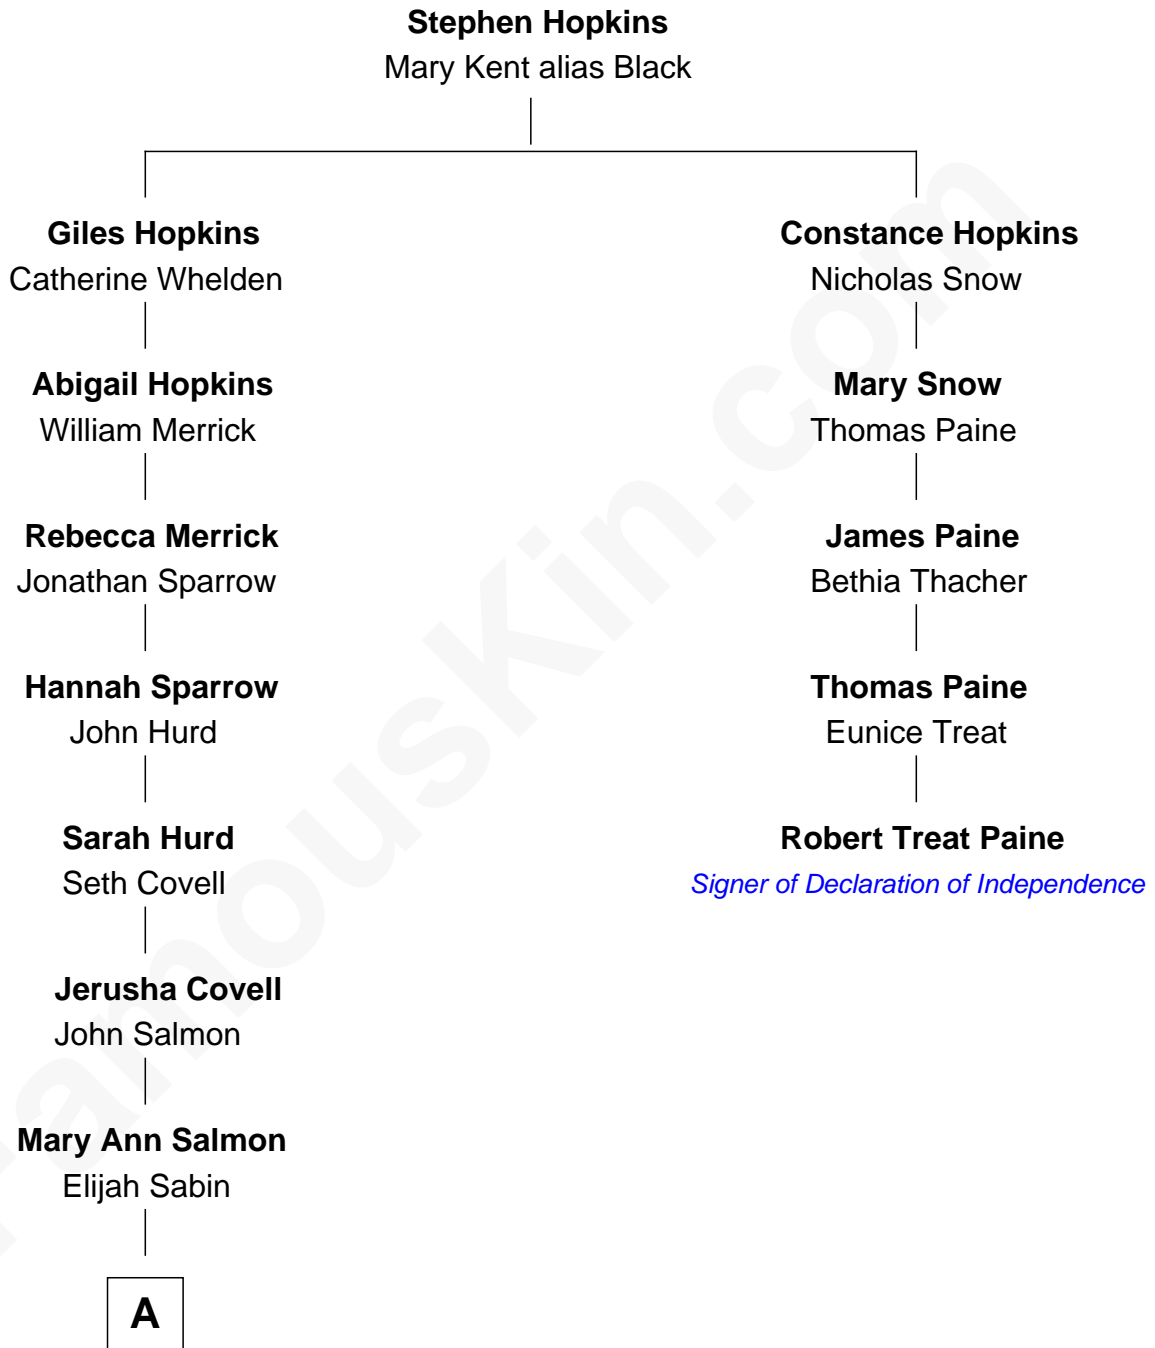 Stephen Hopkins
Mary Kent alias Black
Giles Hopkins
Catherine Whelden
Constance Hopkins
Nicholas Snow
Abigail Hopkins
William Merrick
Mary Snow
Thomas Paine
Rebecca Merrick
Jonathan Sparrow
James Paine
Bethia Thacher
Hannah Sparrow
John Hurd
Thomas Paine
Eunice Treat
Sarah Hurd
Seth Covell
Robert Treat Paine
Signer of Declaration of Independence
Jerusha Covell
John Salmon
Mary Ann Salmon
Elijah Sabin
A
FamousKin.com